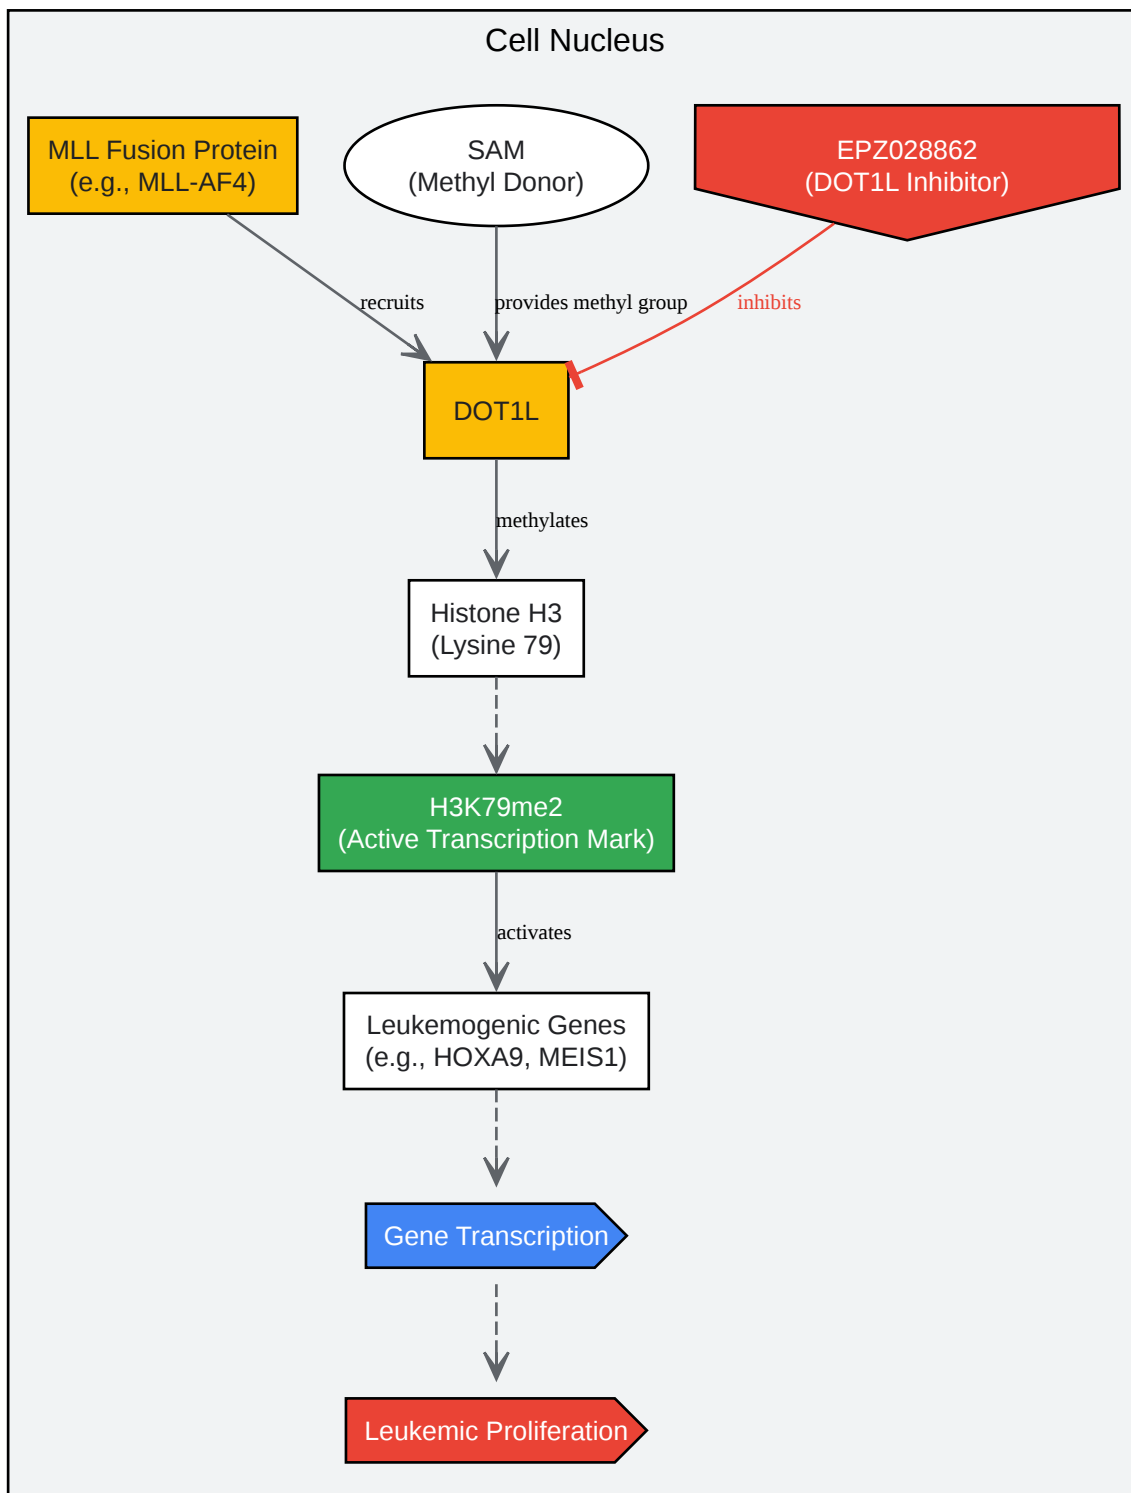 Cell Nucleus
MLL Fusion Protein
(e.g., MLL-AF4)
SAM
(Methyl Donor)
EPZ028862
(DOT1L Inhibitor)
recruits
provides methyl group
inhibits
DOT1L
methylates
Histone H3
(Lysine 79)
H3K79me2
(Active Transcription Mark)
activates
Leukemogenic Genes
(e.g., HOXA9, MEIS1)
Gene Transcription
Leukemic Proliferation